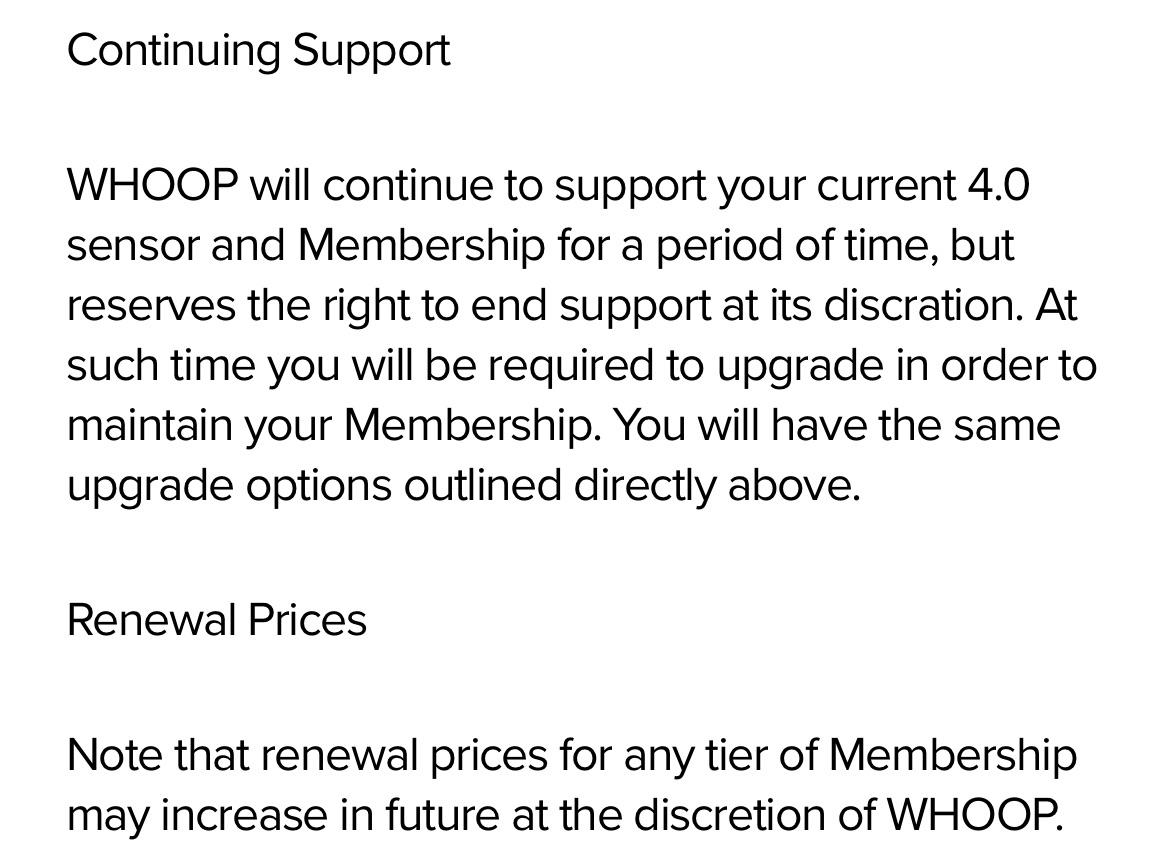 Continuing Support
WHOOP will continue to support your current 4.0
sensor and Membership for a period of time, but
reserves the right to end support at its discration. At
such time you will be required to upgrade in order to
maintain your Membership. You will have the same
upgrade options outlined directly above.
Renewal Prices
Note that renewal prices for any tier of Membership
may increase in future at the discretion of WHOOP.